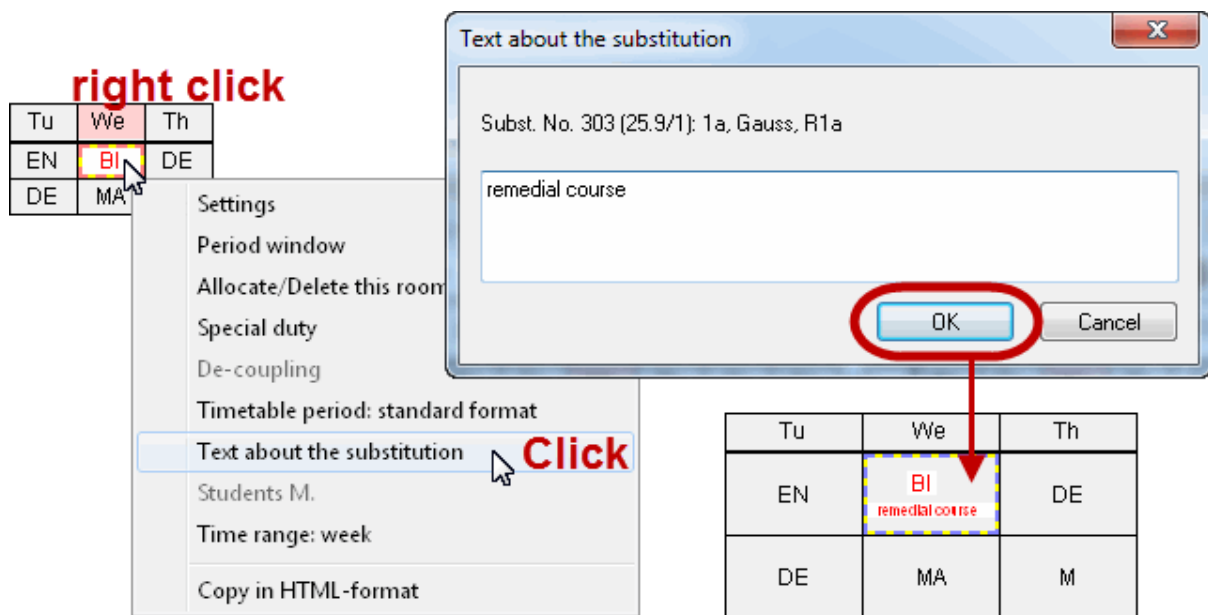 right click
Tu We Th
EN BI DE
DE MA
Settings
Period window
Allocate/Delete this room
Special duty
De-coupling
Timetable period: standard format
Text about the substitution
Click
Students M.
Time range: week
Copy in HTML-format
Text about the substitution
X
Subst. No. 303 (25.9/1): 1a, Gauss, R1a
remedial course
OK Cancel
Tu We Th
EN BI DE
remedial course
DE MA M